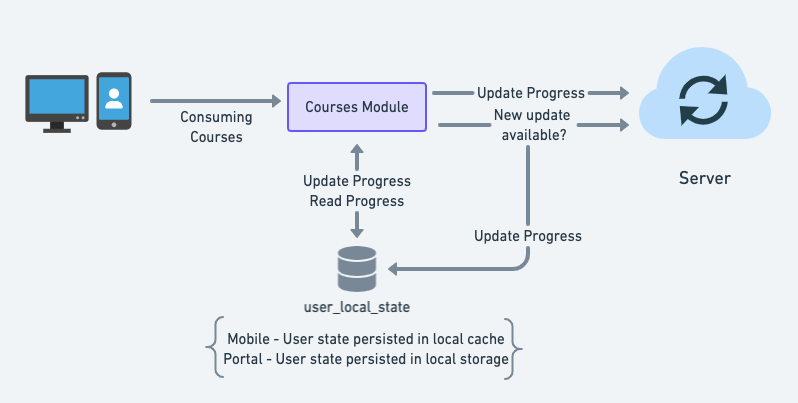 Consuming
Courses
Courses Module
Update Progress
New update
available?
Server
Update Progress
Read Progress
Update Progress
user_local_state
Mobile - User state persisted in local cache
Portal - User state persisted in local storage